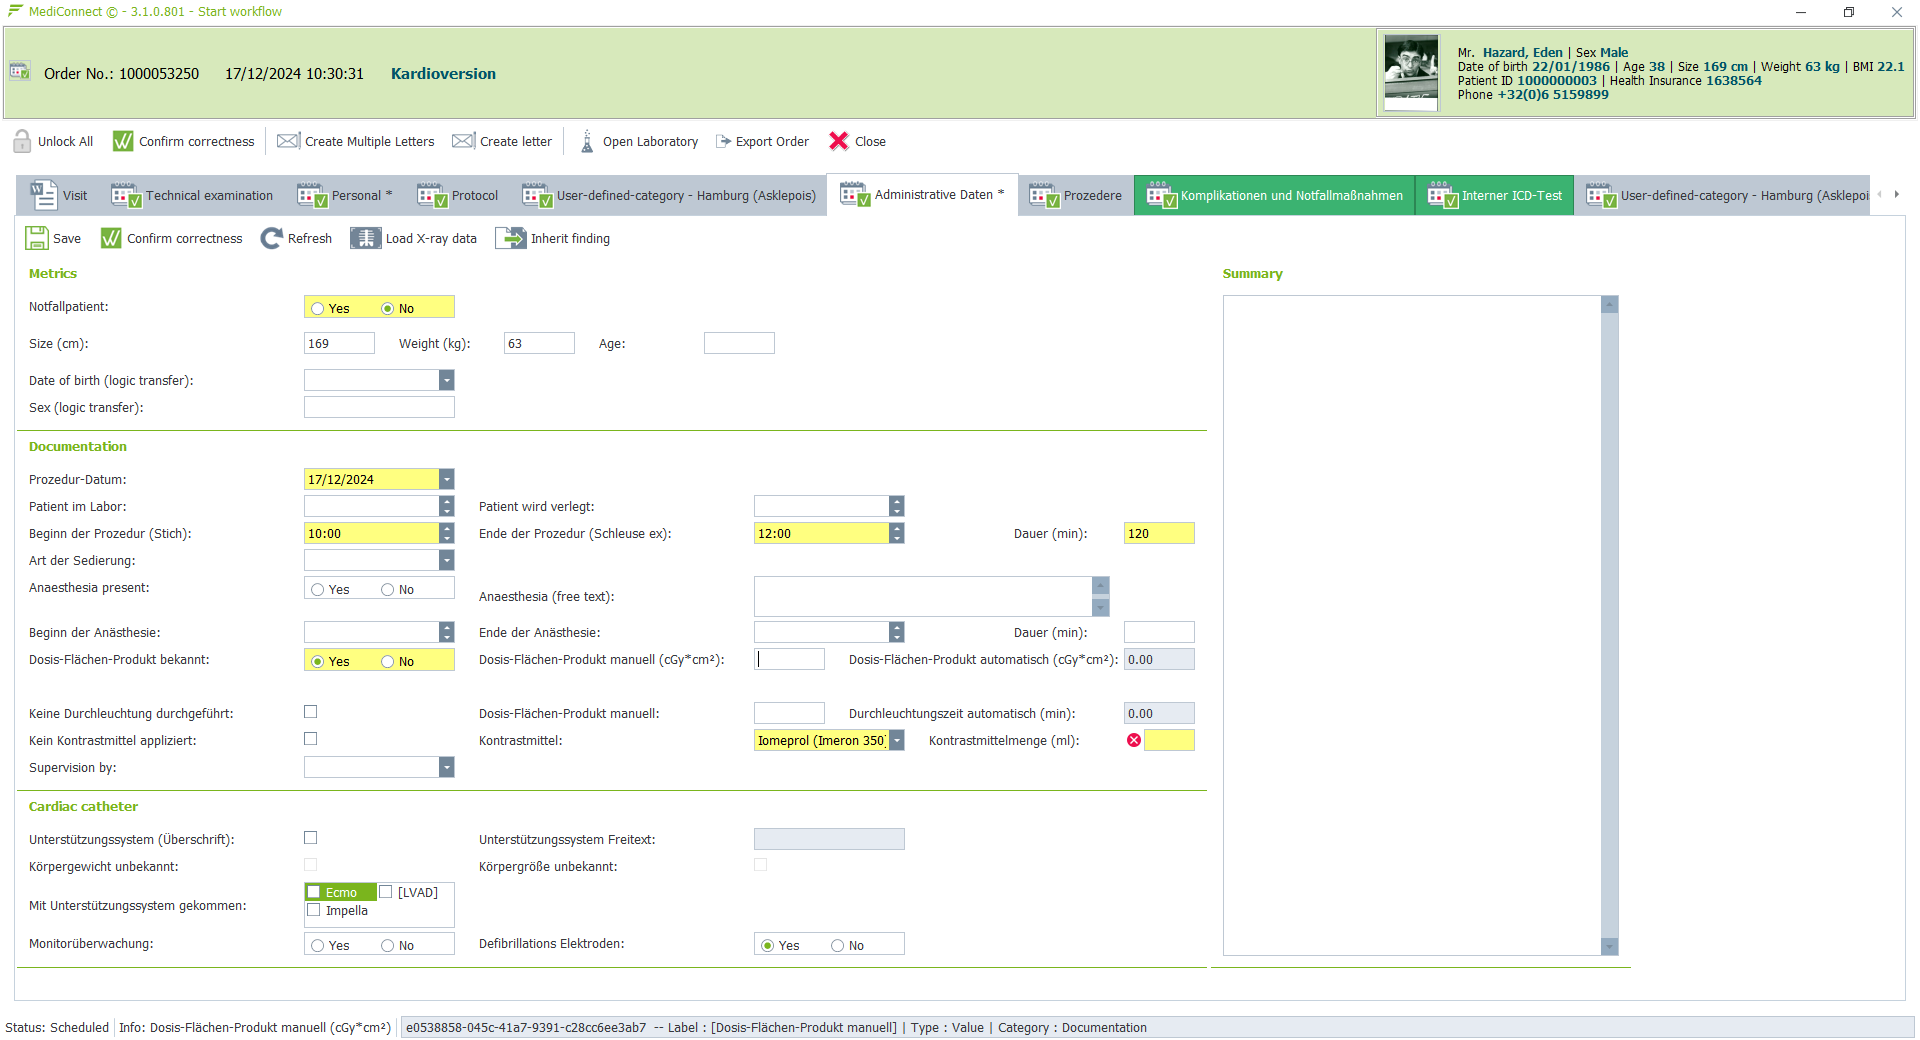 MediConnect © - 3.1.0.801 - Start workflow
Order No.: 1000053250 17/12/2024 10:30:31 Kardioversion
Mr. Hazard, Eden | Sex Male
Date of birth 22/01/1986 | Age 38 | Size 169 cm | Weight 63 kg | BMI 22.1
Patient ID 1000000003 | Health Insurance 1638564
Phone +32(0)6 5159899
Unlock All Confirm correctness Create Multiple Letters Create letter Open Laboratory Export Order Close
Visit Technical examination Personal * Protocol User-defined-category - Hamburg (Asklepois) Administrative Daten * Prozedere Komplikationen und Notfallmaßnahmen Interner ICD-Test User-defined-category - Hamburg (Asklepoi
Save Confirm correctness Refresh Load X-ray data Inherit finding
Metrics
Notfallpatient: Yes No
Size (cm): 169 Weight (kg): 63 Age:
Date of birth (logic transfer):
Sex (logic transfer):
Documentation
Prozedur-Datum: 17/12/2024
Patient im Labor: Patient wird verlegt:
Beginn der Prozedur (Stich): 10:00 Ende der Prozedur (Schleuse ex): 12:00 Dauer (min): 120
Art der Sedierung:
Anaesthesia present: Yes No Anaesthesia (free text):
Beginn der Anästhesie: Ende der Anästhesie: Dauer (min):
Dosis-Flächen-Produkt bekannt: Yes No Dosis-Flächen-Produkt manuell (cGy*cm²): Dosis-Flächen-Produkt automatisch (cGy*cm²): 0.00
Keine Durchleuchtung durchgeführt: Dosis-Flächen-Produkt manuell: Durchleuchtungszeit automatisch (min): 0.00
Kein Kontrastmittel appliziert: Kontrastmittel: Iomeprol (Imeron 350) Kontrastmittelmenge (ml):
Supervision by:
Cardiac catheter
Unterstützungssystem (Überschrift): Unterstützungssystem Freitext:
Körpergewicht unbekannt: Körpergröße unbekannt:
Mit Unterstützungssystem gekommen: Ecmo [LVAD]
Impella
Monitorüberwachung: Yes No Defibrillations Elektroden: Yes No
Summary
Status: Scheduled Info: Dosis-Flächen-Produkt manuell (cGy*cm²) e0538858-045c-41a7-9391-c28cc6ee3ab7 -- Label : [Dosis-Flächen-Produkt manuell] | Type : Value | Category : Documentation